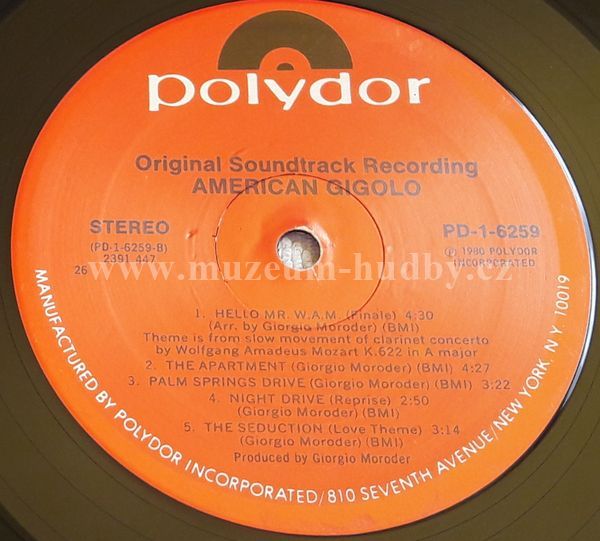 polydor
Original Soundtrack Recording
AMERICAN GIGOLO
STEREO
(PD-1-6259-B)
2391 447
26
PD-1-6259
Ⓟ 1980 POLYDOR
INCORPORATED
www.muzeum-hudby.cz
1. HELLO MR. W.A.M. (Finale) 4:30
(Arr. by Giorgio Moroder) (BMI)
Theme is from slow movement of clarinet concerto
by Wolfgang Amadeus Mozart K.622 in A major
2. THE APARTMENT (Giorgio Moroder) (BMI) 4:27
3. PALM SPRINGS DRIVE (Giorgio Moroder) (BMI) 3:22
4. NIGHT DRIVE (Reprise) 2:50
(Giorgio Moroder) (BMI)
5. THE SEDUCTION (Love Theme) 3:14
(Giorgio Moroder) (BMI)
Produced by Giorgio Moroder
MANUFACTURED BY POLYDOR INCORPORATED/810 SEVENTH AVENUE/NEW YORK. N.Y. 10019